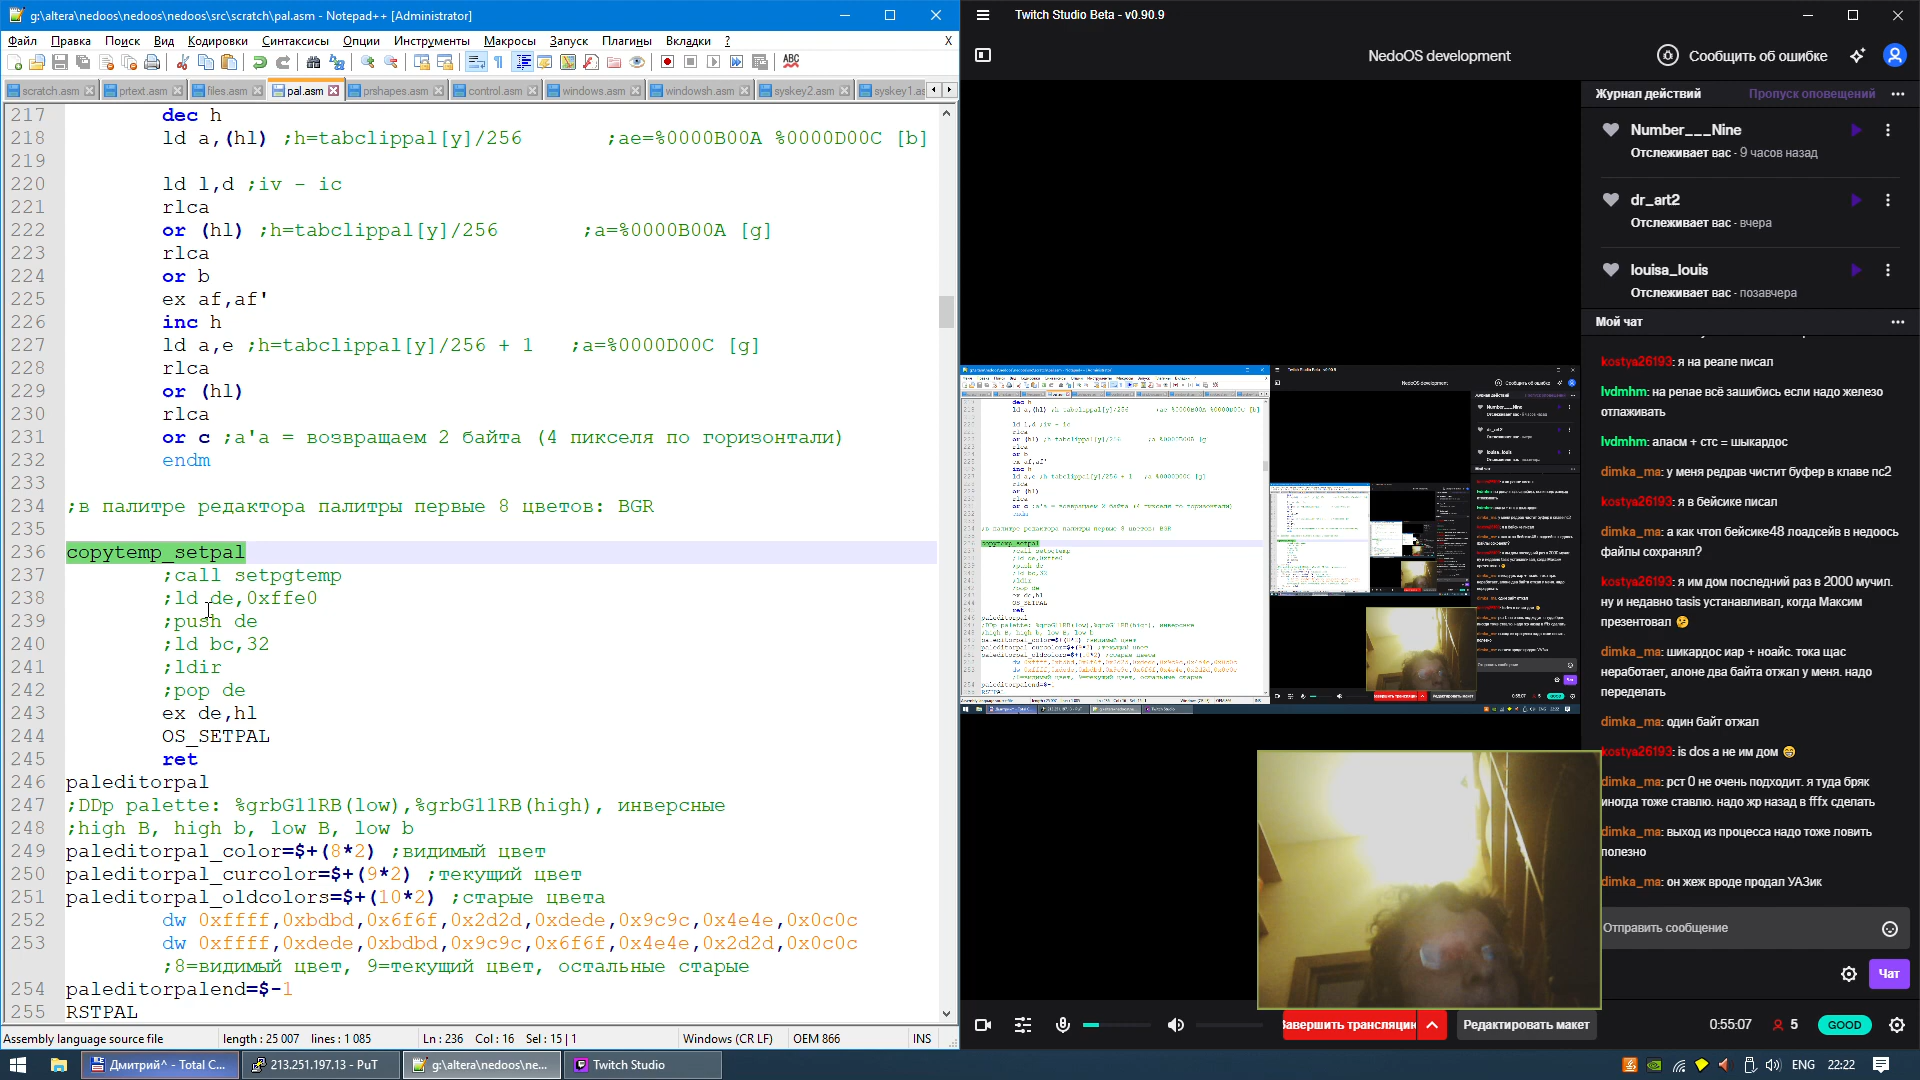 g:\altera\nedoos\nedoos\nedoos\src\scratch\pal.asm - Notepad++ [Administrator]
Файл Правка Поиск Вид Кодировки Синтаксисы Опции Инструменты Макросы Запуск Плагины Вкладки ? X
scratch.asm prtext.asm files.asm pal.asm prshapes.asm control.asm windows.asm windowsh.asm syskey2.asm syskey1.as
217 dec h
218 ld a,(hl) ;h=tabclippal[y]/256 ;ae=%0000B00A %0000D00C [b]
219
220 ld l,d ;iv - ic
221 rlca
222 or (hl) ;h=tabclippal[y]/256 ;a=%0000B00A [g]
223 rlca
224 or b
225 ex af,af'
226 inc h
227 ld a,e ;h=tabclippal[y]/256 + 1 ;a=%0000D00C [g]
228 rlca
229 or (hl)
230 rlca
231 or c ;a'a = возвращаем 2 байта (4 пикселя по горизонтали)
232 endm
233
234 ;в палитре редактора палитры первые 8 цветов: BGR
235
236 copytemp_setpal
237 ;call setpgtemp
238 ;ld de,0xffe0
239 ;push de
240 ;ld bc,32
241 ;ldir
242 ;pop de
243 ex de,hl
244 OS_SETPAL
245 ret
246 paleditorpal
247 ;DDp palette: %grbG11RB(low),%grbG11RB(high), инверсные
248 ;high B, high b, low B, low b
249 paleditorpal_color=$+(8*2) ;видимый цвет
250 paleditorpal_curcolor=$+(9*2) ;текущий цвет
251 paleditorpal_oldcolors=$+(10*2) ;старые цвета
252 dw 0xffff,0xbdbd,0x6f6f,0x2d2d,0xdede,0x9c9c,0x4e4e,0x0c0c
253 dw 0xffff,0xdede,0xbdbd,0x9c9c,0x6f6f,0x4e4e,0x2d2d,0x0c0c
;8=видимый цвет, 9=текущий цвет, остальные старые
254 paleditorpalend=$-1
255 RSTPAL
Assembly language source file length : 25 007 lines : 1 085 Ln : 236 Col : 16 Sel : 15 | 1 Windows (CR LF) OEM 866 INS
Twitch Studio Beta - v0.90.9
NedoOS development
Сообщить об ошибке
Журнал действий Пропуск оповещений
Number___Nine
Отслеживает вас - 9 часов назад
dr_art2
Отслеживает вас - вчера
louisa_louis
Отслеживает вас - позавчера
Мой чат
kostya26193: я на реале писал
lvdmhm: на репае всё зашибись если надо железо
отлаживать
lvdmhm: аласм + стс = шыкардос
dimka_ma: у меня редрав чистит буфер в клаве пс2
kostya26193: я в бейсике писал
dimka_ma: а как чтоп бейсике48 лоадсейв в недоось
файлы сохранял?
kostya26193: я им дом последний раз в 2000 мучил.
ну и недавно tasis устанавливал, когда Максим
презентовал
dimka_ma: шикардос иар + нойс. тока щас
неработает, алоне два байта отжал у меня. надо
переделать
dimka_ma: один байт отжал
kostya26193: is dos а не им дом
dimka_ma: рст 0 не очень подходит. я туда бряк
иногда тоже ставлю. надо жр назад в fffx сделать
dimka_ma: выход из процесса надо тоже ловить
полезно
dimka_ma: он жеж вроде продал УАЗик
Отправить сообщение
Чат
Завершить трансляцию Редактировать макет 0:55:07 5 GOOD
Дмитрий^ - Total C... 213.251.197.13 - PuT g:\altera\nedoos\ne... Twitch Studio ENG 22:22